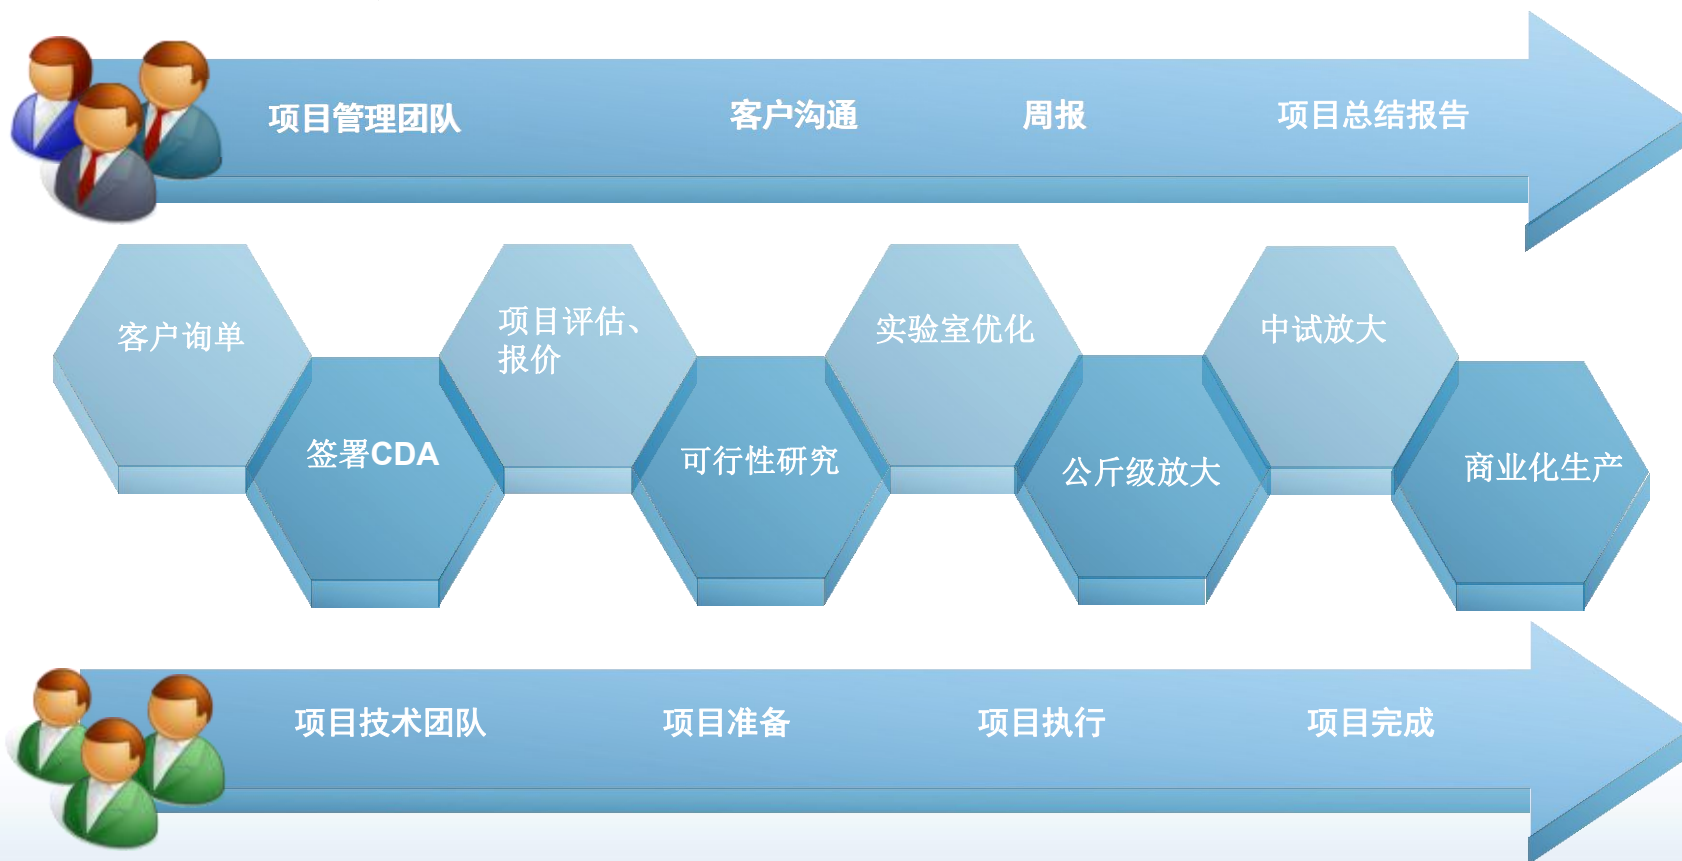 项目管理团队 客户沟通 周报 项目总结报告
客户询单
签署CDA
项目评估、
报价
可行性研究
实验室优化
公斤级放大
中试放大
商业化生产
项目技术团队 项目准备 项目执行 项目完成